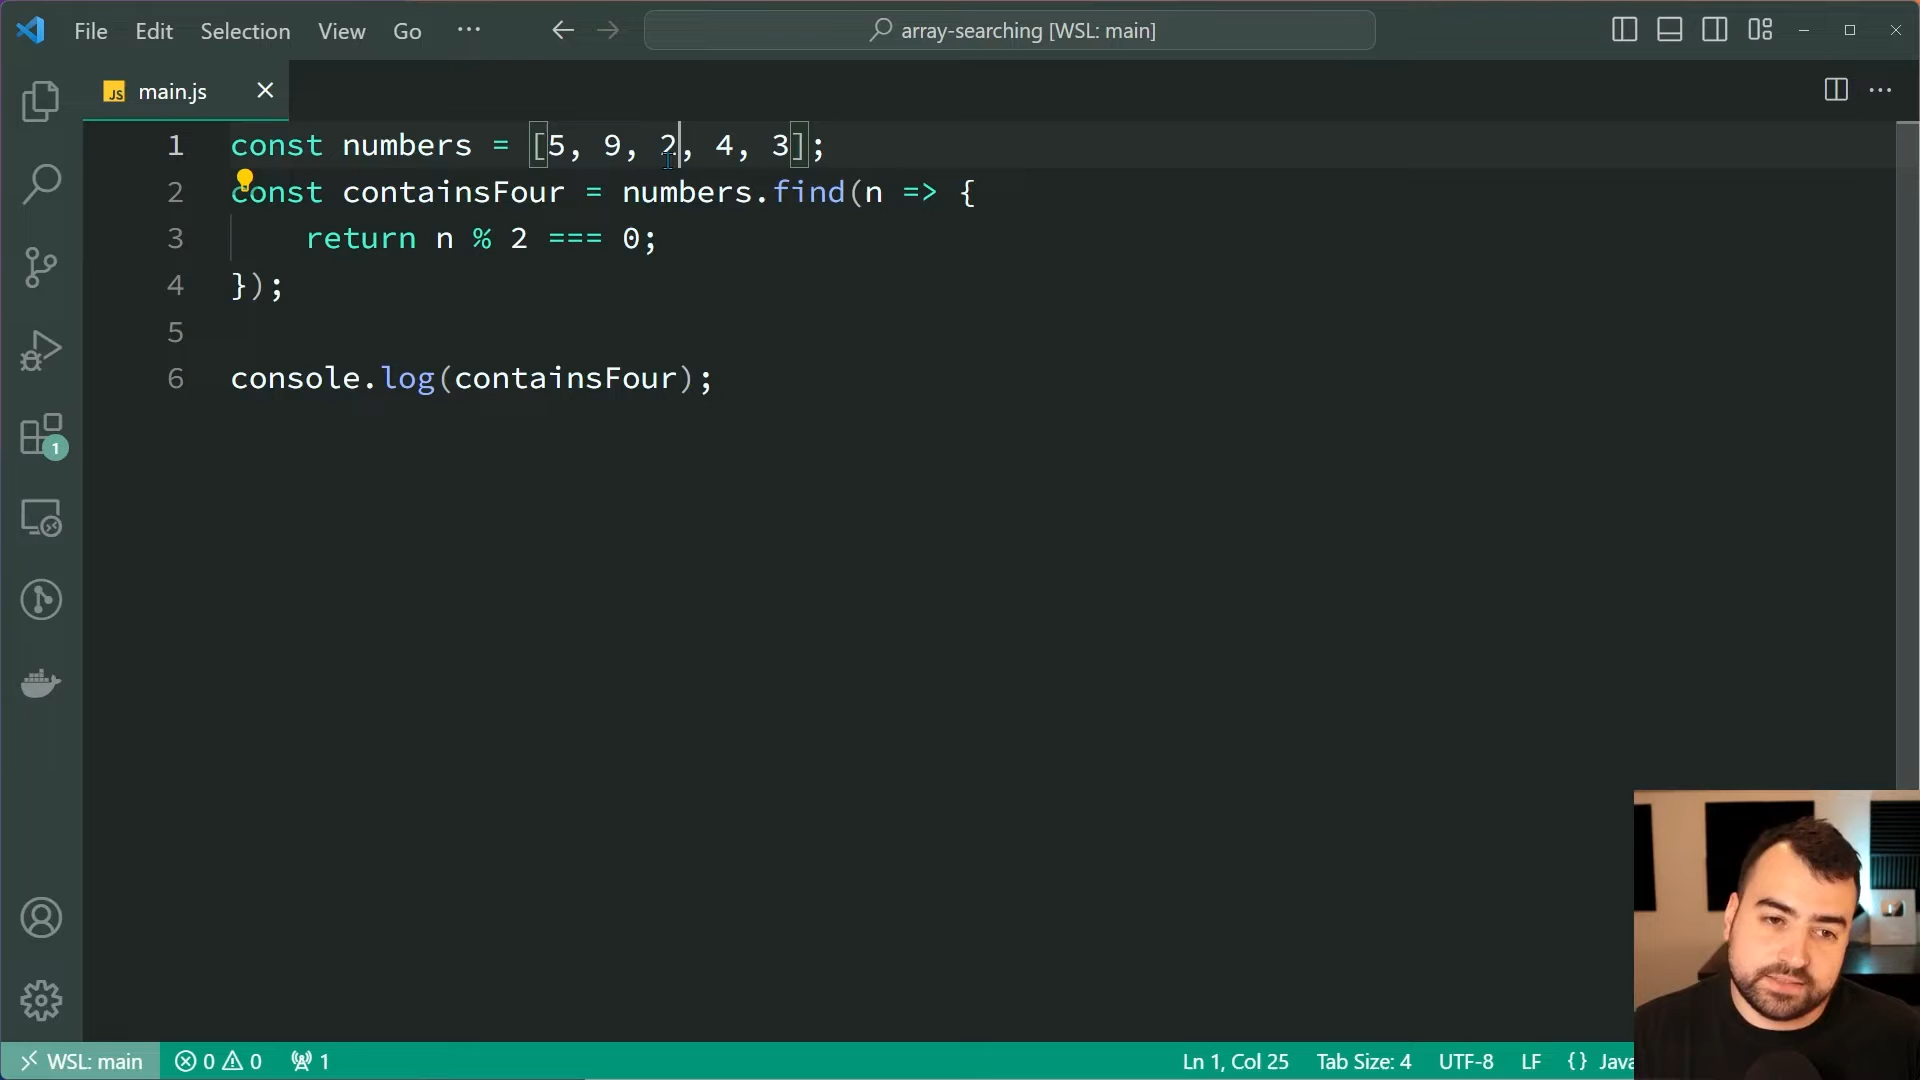 File Edit Selection View Go ··· array-searching [WSL: main]
JS main.js
1 const numbers = [5, 9, 2, 4, 3];
2 const containsFour = numbers.find(n => {
3 return n % 2 === 0;
4 });
5
6 console.log(containsFour);
1
WSL: main 0 0 1 Ln 1, Col 25 Tab Size: 4 UTF-8 LF {} Java